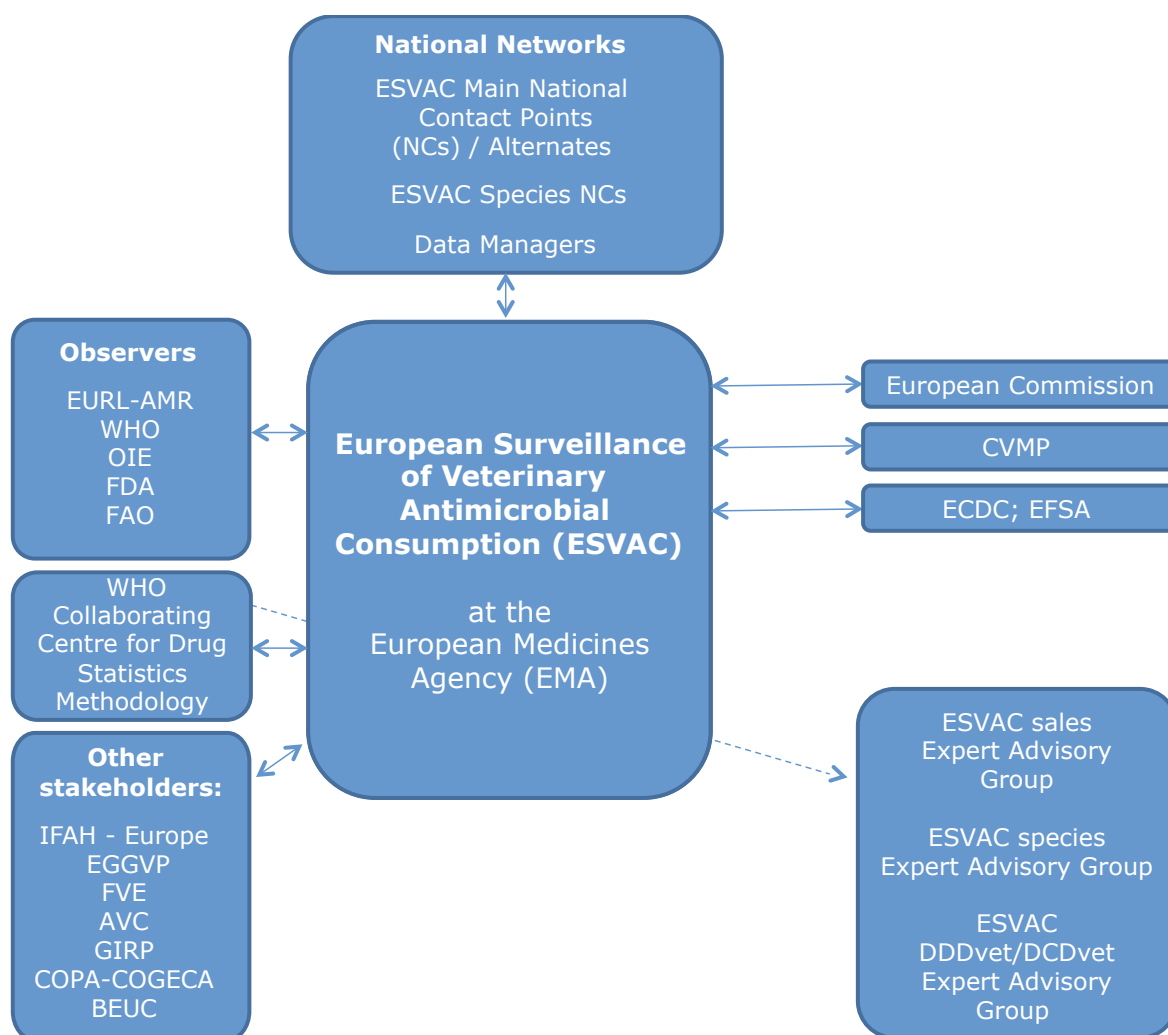 National Networks
ESVAC Main National
Contact Points
(NCs) / Alternates
ESVAC Species NCs
Data Managers
Observers
EURL-AMR
WHO
OIE
FDA
FAO
WHO
Collaborating
Centre for Drug
Statistics
Methodology
Other
stakeholders:
IFAH - Europe
EGGVP
FVE
AVC
GIRP
COPA-COGECA
BEUC
European Surveillance
of Veterinary
Antimicrobial
Consumption (ESVAC)
at the
European Medicines
Agency (EMA)
European Commission
CVMP
ECDC; EFSA
ESVAC sales
Expert Advisory
Group
ESVAC species
Expert Advisory Group
ESVAC
DDDvet/DCDvet
Expert Advisory
Group